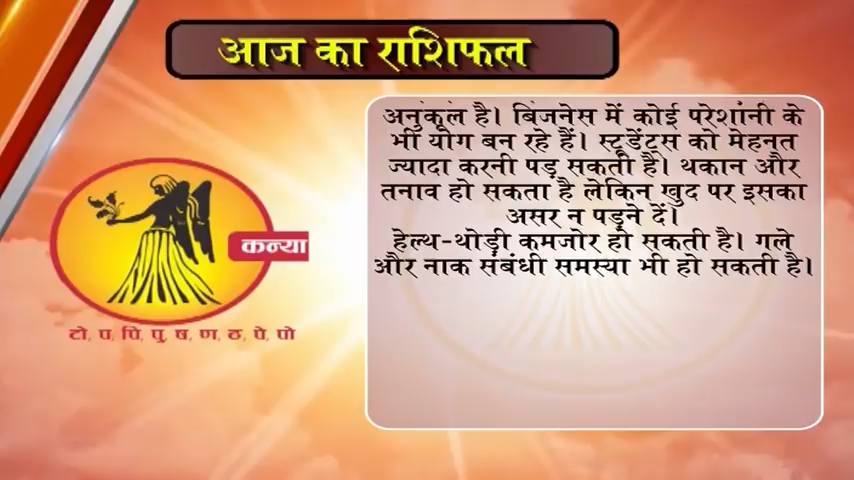 आज का राशिफल
अनुकूल है। बिजनेस में कोई परेशानी के
भी योग बन रहे हैं। स्टूडेंट्स को मेहनत
ज्यादा करनी पड़ सकती है। थकान और
तनाव हो सकता है लेकिन खुद पर इसका
असर न पड़ने दें।
हेल्थ-थोड़ी कमजोर हो सकती है। गले
और नाक संबंधी समस्या भी हो सकती है।
कन्या
टो, प, पि, पु, ष, ण, ठ, पे, पो